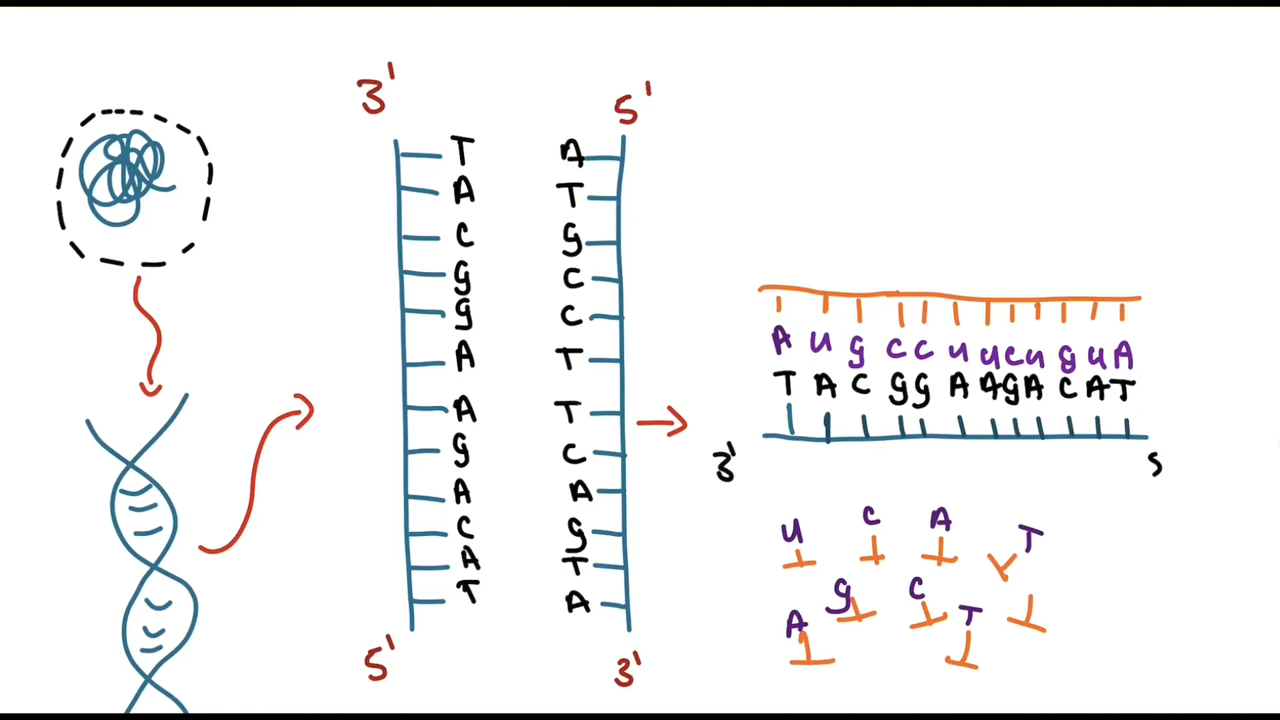 3' 5'
T A
A T
G
C
g C
g C
A T
A T
g C
A A
C g
A T
T A
5' 3'
A U g C C U U C U g U A
T A C g g A A g A C A T
3' 5
U C A T
g C
A T